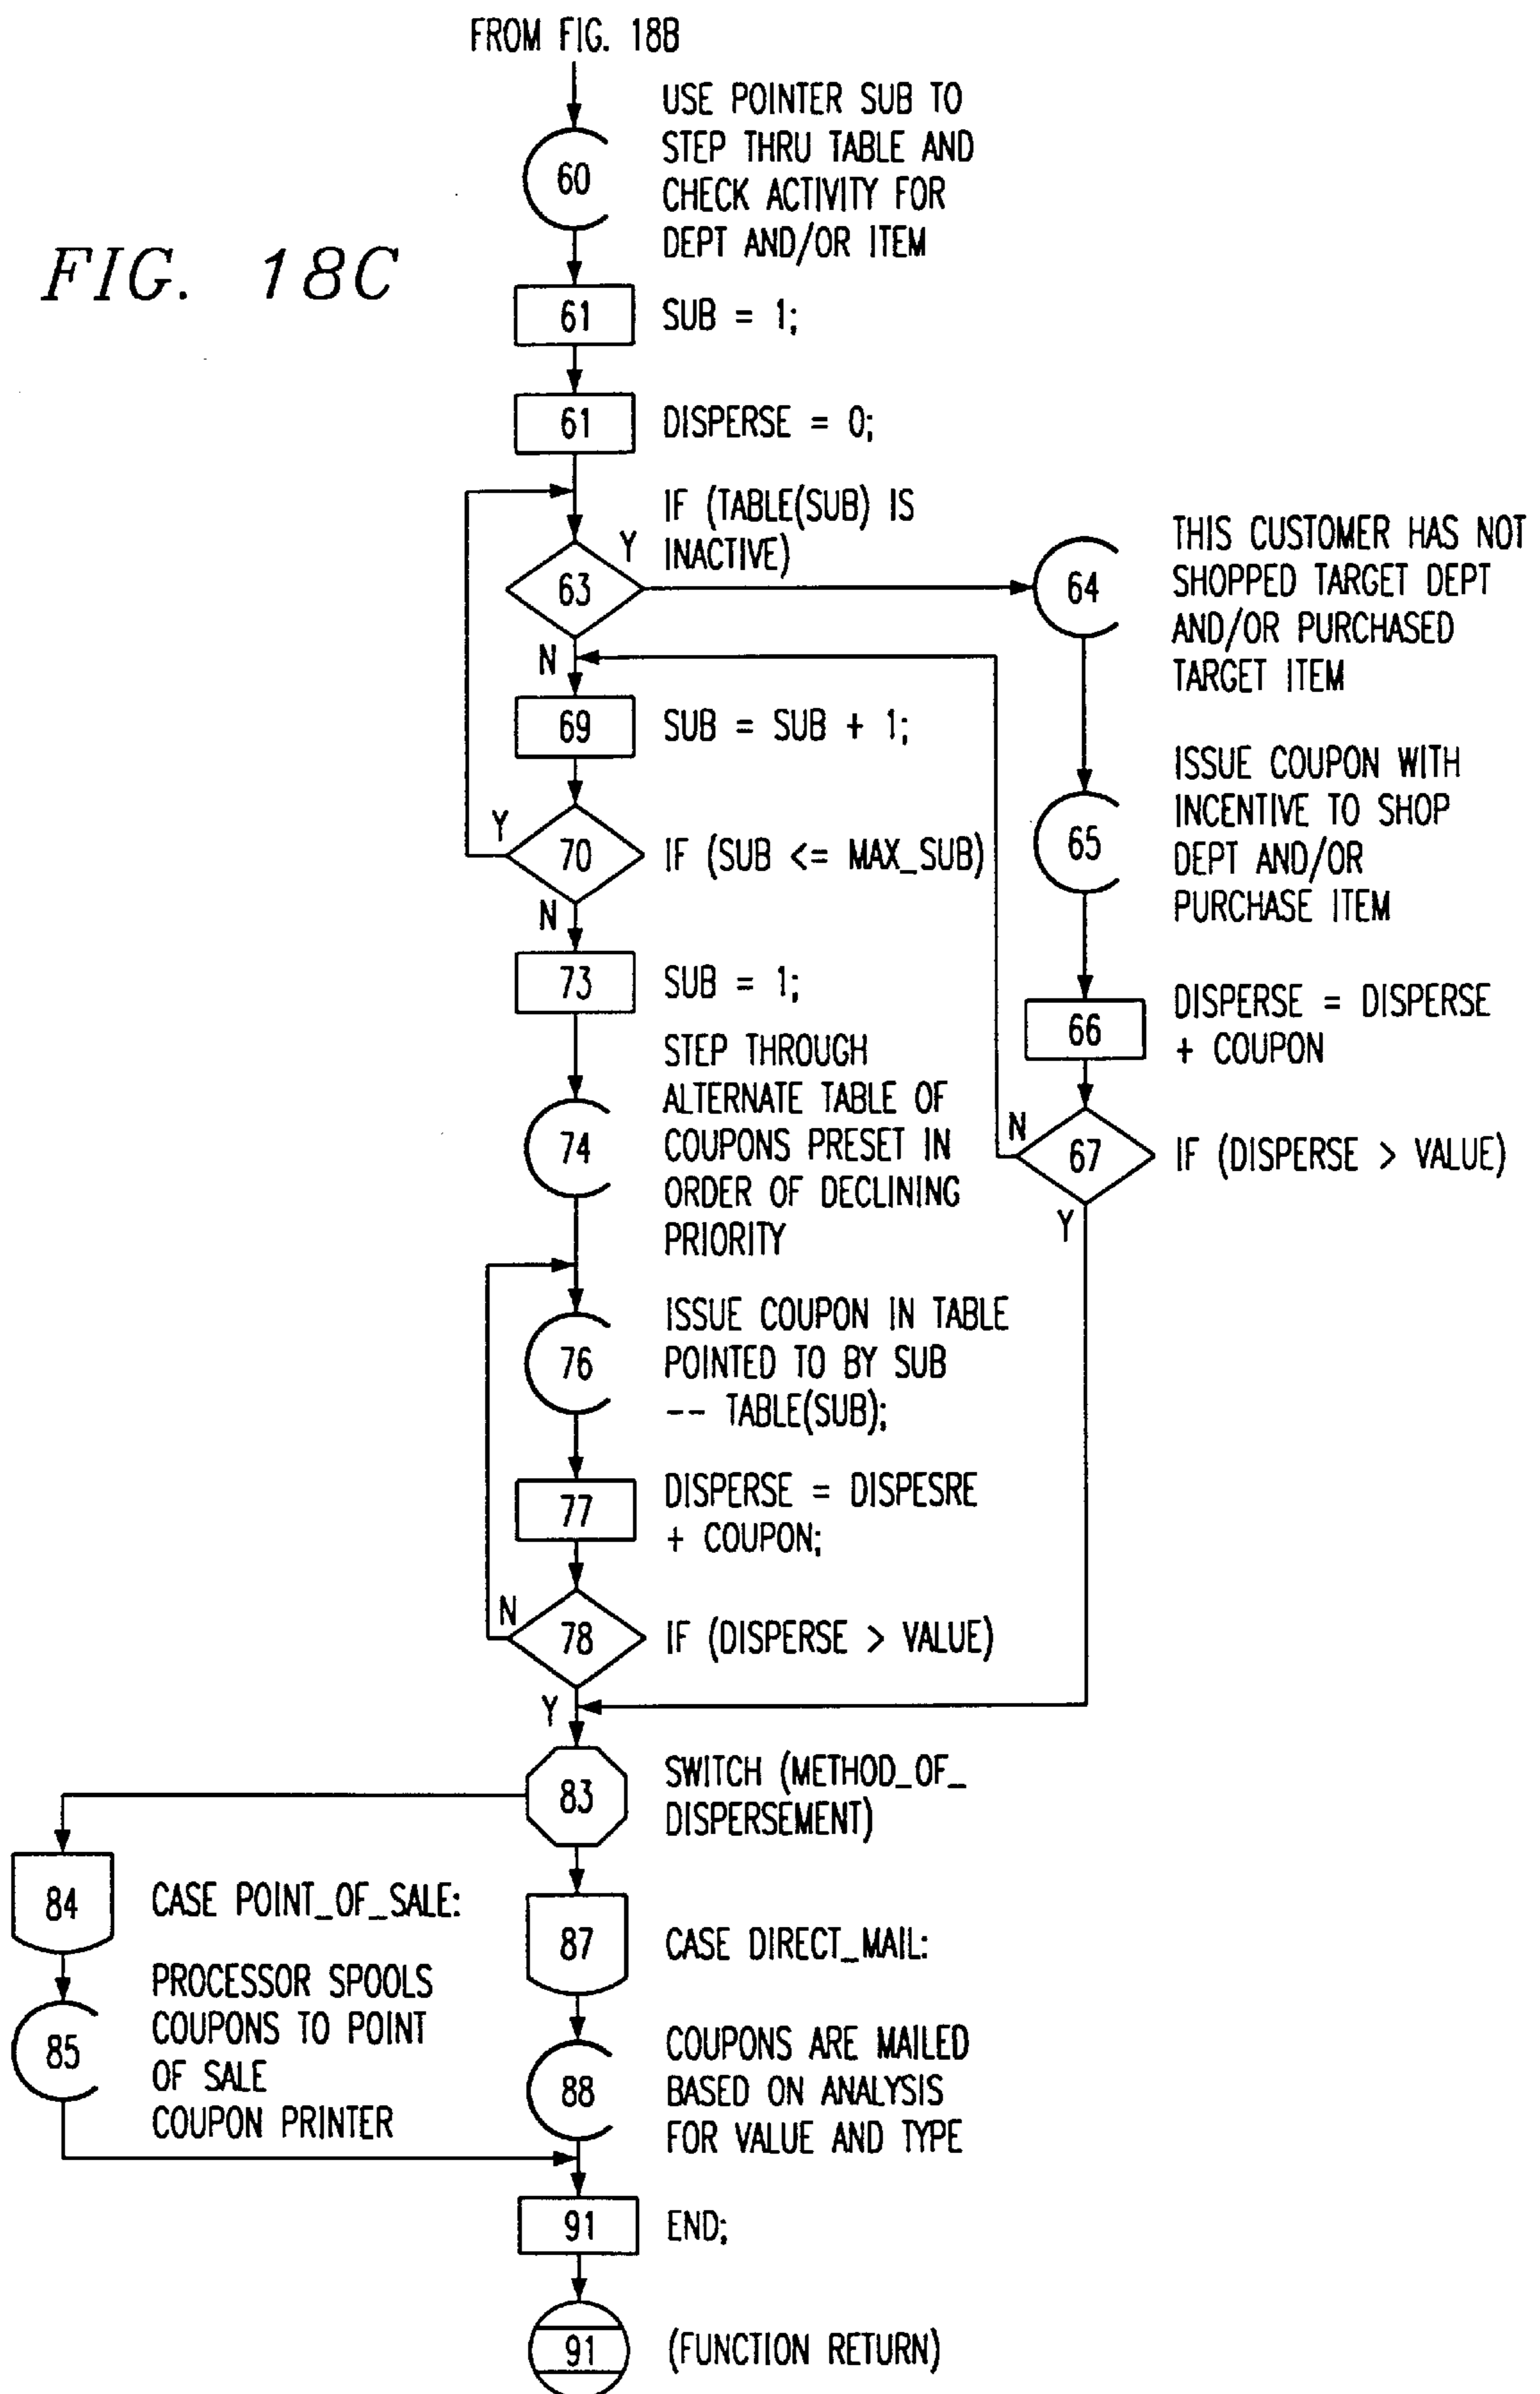 FROM FIG. 18B
USE POINTER SUB TO
STEP THRU TABLE AND
CHECK ACTIVITY FOR
DEPT AND/OR ITEM
60
FIG. 18C
61
SUB = 1;
61
DISPERSE = 0;
IF (TABLE(SUB) IS
INACTIVE)
Y
63
N
THIS CUSTOMER HAS NOT
SHOPPED TARGET DEPT
AND/OR PURCHASED
TARGET ITEM
64
69
SUB = SUB + 1;
ISSUE COUPON WITH
INCENTIVE TO SHOP
DEPT AND/OR
PURCHASE ITEM
65
Y
70
IF (SUB <= MAX_SUB)
N
73
SUB = 1;
66
DISPERSE = DISPERSE
+ COUPON
STEP THROUGH
ALTERNATE TABLE OF
COUPONS PRESET IN
ORDER OF DECLINING
PRIORITY
74
N
67
IF (DISPERSE > VALUE)
Y
ISSUE COUPON IN TABLE
POINTED TO BY SUB
-- TABLE(SUB);
76
77
DISPERSE = DISPESRE
+ COUPON;
N
78
IF (DISPERSE > VALUE)
Y
83
SWITCH (METHOD_OF_
DISPERSEMENT)
84
CASE POINT_OF_SALE:
87
CASE DIRECT_MAIL:
85
PROCESSOR SPOOLS
COUPONS TO POINT
OF SALE
COUPON PRINTER
88
COUPONS ARE MAILED
BASED ON ANALYSIS
FOR VALUE AND TYPE
91
END;
91
(FUNCTION RETURN)